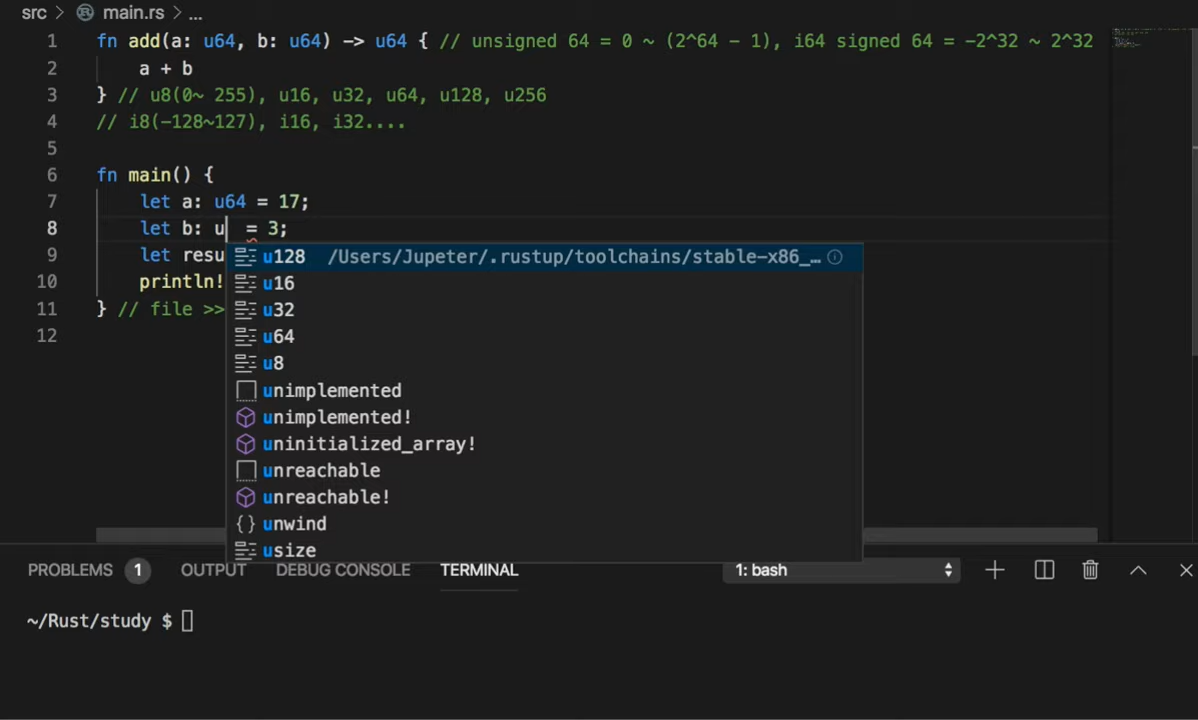 src > main.rs > ...
1 fn add(a: u64, b: u64) -> u64 { // unsigned 64 = 0 ~ (2^64 - 1), i64 signed 64 = -2^32 ~ 2^32
2 a + b
3 } // u8(0~ 255), u16, u32, u64, u128, u256
4 // i8(-128~127), i16, i32....
5
6 fn main() {
7 let a: u64 = 17;
8 let b: u = 3;
9 let resu
10 println!
11 } // file >>
12
u128 /Users/Jupeter/.rustup/toolchains/stable-x86_...
u16
u32
u64
u8
unimplemented
unimplemented!
uninitialized_array!
unreachable
unreachable!
unwind
usize
PROBLEMS 1 OUTPUT DEBUG CONSOLE TERMINAL 1: bash
~/Rust/study $